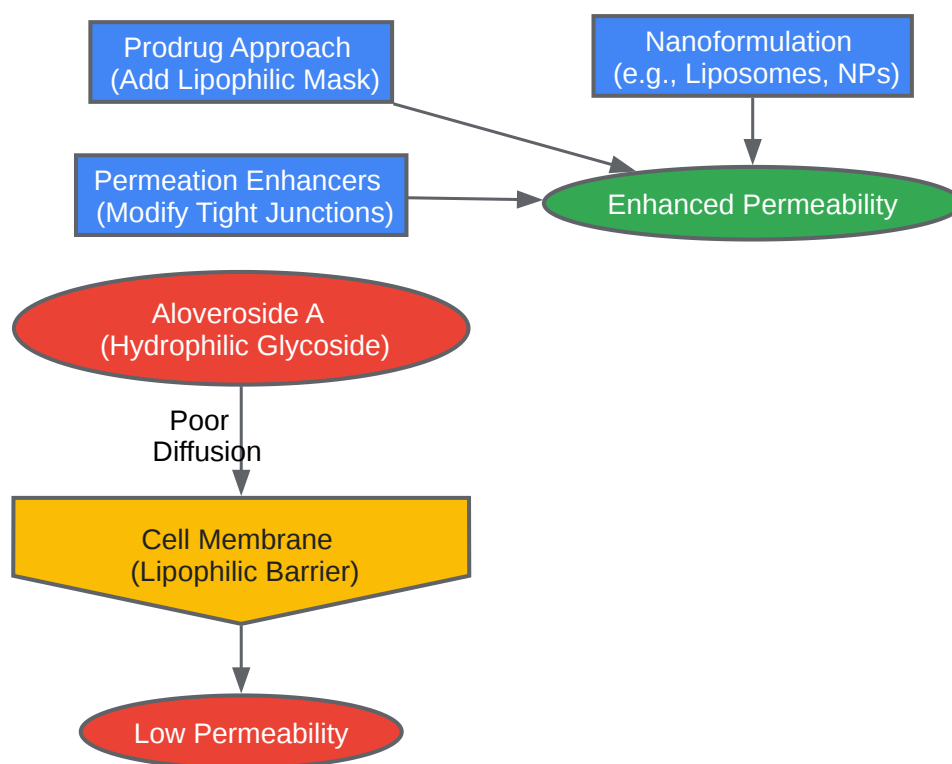 Prodrug Approach
(Add Lipophilic Mask)
Nanoformulation
(e.g., Liposomes, NPs)
Permeation Enhancers
(Modify Tight Junctions)
Enhanced Permeability
Aloveroside A
(Hydrophilic Glycoside)
Poor
Diffusion
Cell Membrane
(Lipophilic Barrier)
Low Permeability